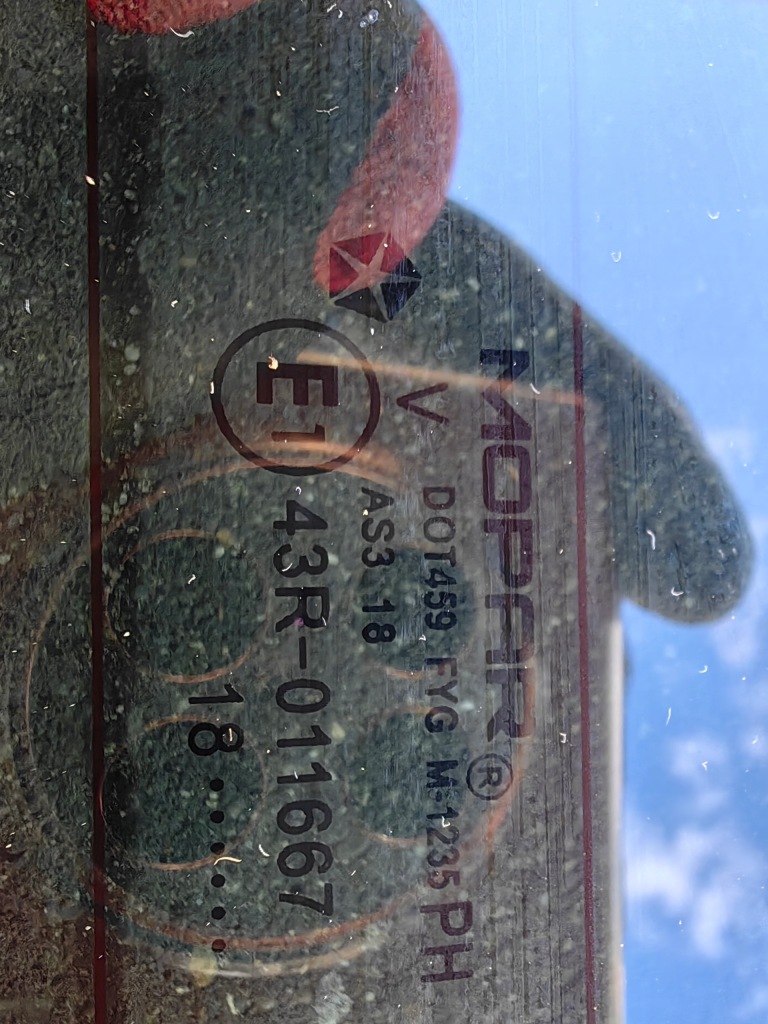 MOPAR®
V DOT459 FYG M:1235 PH
AS3 18
E1 43R-011667
18 .......